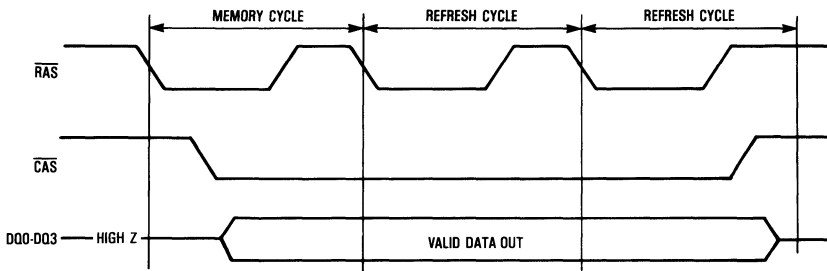 MEMORY CYCLE REFRESH CYCLE REFRESH CYCLE
RAS
CAS
DQ0-DQ3 HIGH Z VALID DATA OUT